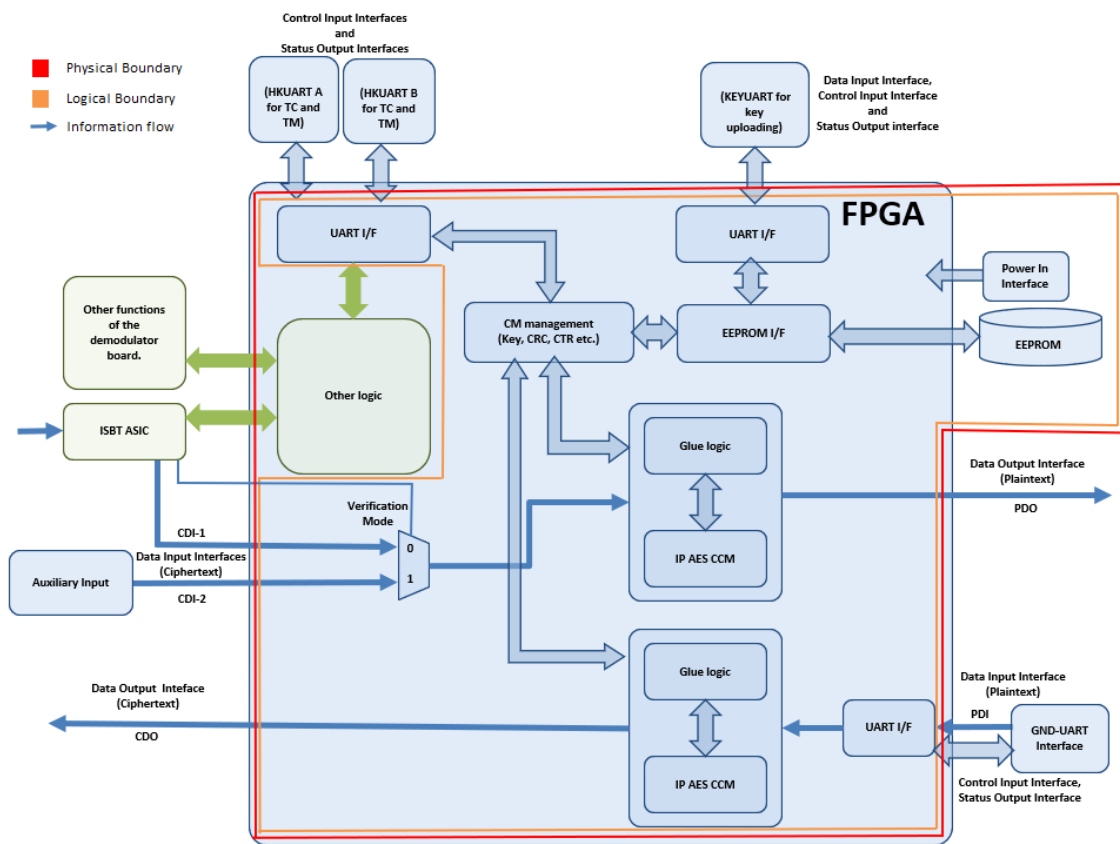 Control Input Interfaces
and
Status Output Interfaces
Physical Boundary
Logical Boundary
Information flow
(HKUART A
for TC and
TM)
(HKUART B
for TC and
TM)
(KEYUART for
key
uploading)
Data Input Interface,
Control Input Interface
and
Status Output interface
FPGA
UART I/F
UART I/F
Power In
Interface
Other functions
of the
demodulator
board.
CM management
(Key, CRC, CTR etc.)
EEPROM I/F
EEPROM
Other logic
ISBT ASIC
Glue logic
IP AES CCM
Data Output Interface
(Plaintext)
PDO
Verification
Mode
0
1
CDI-1
Data Input Interfaces
(Ciphertext)
CDI-2
Auxiliary Input
Glue logic
IP AES CCM
Data Output Inteface
(Ciphertext)
CDO
UART I/F
Data Input Interface
(Plaintext)
PDI
GND-UART
Interface
Control Input Interface,
Status Output Interface